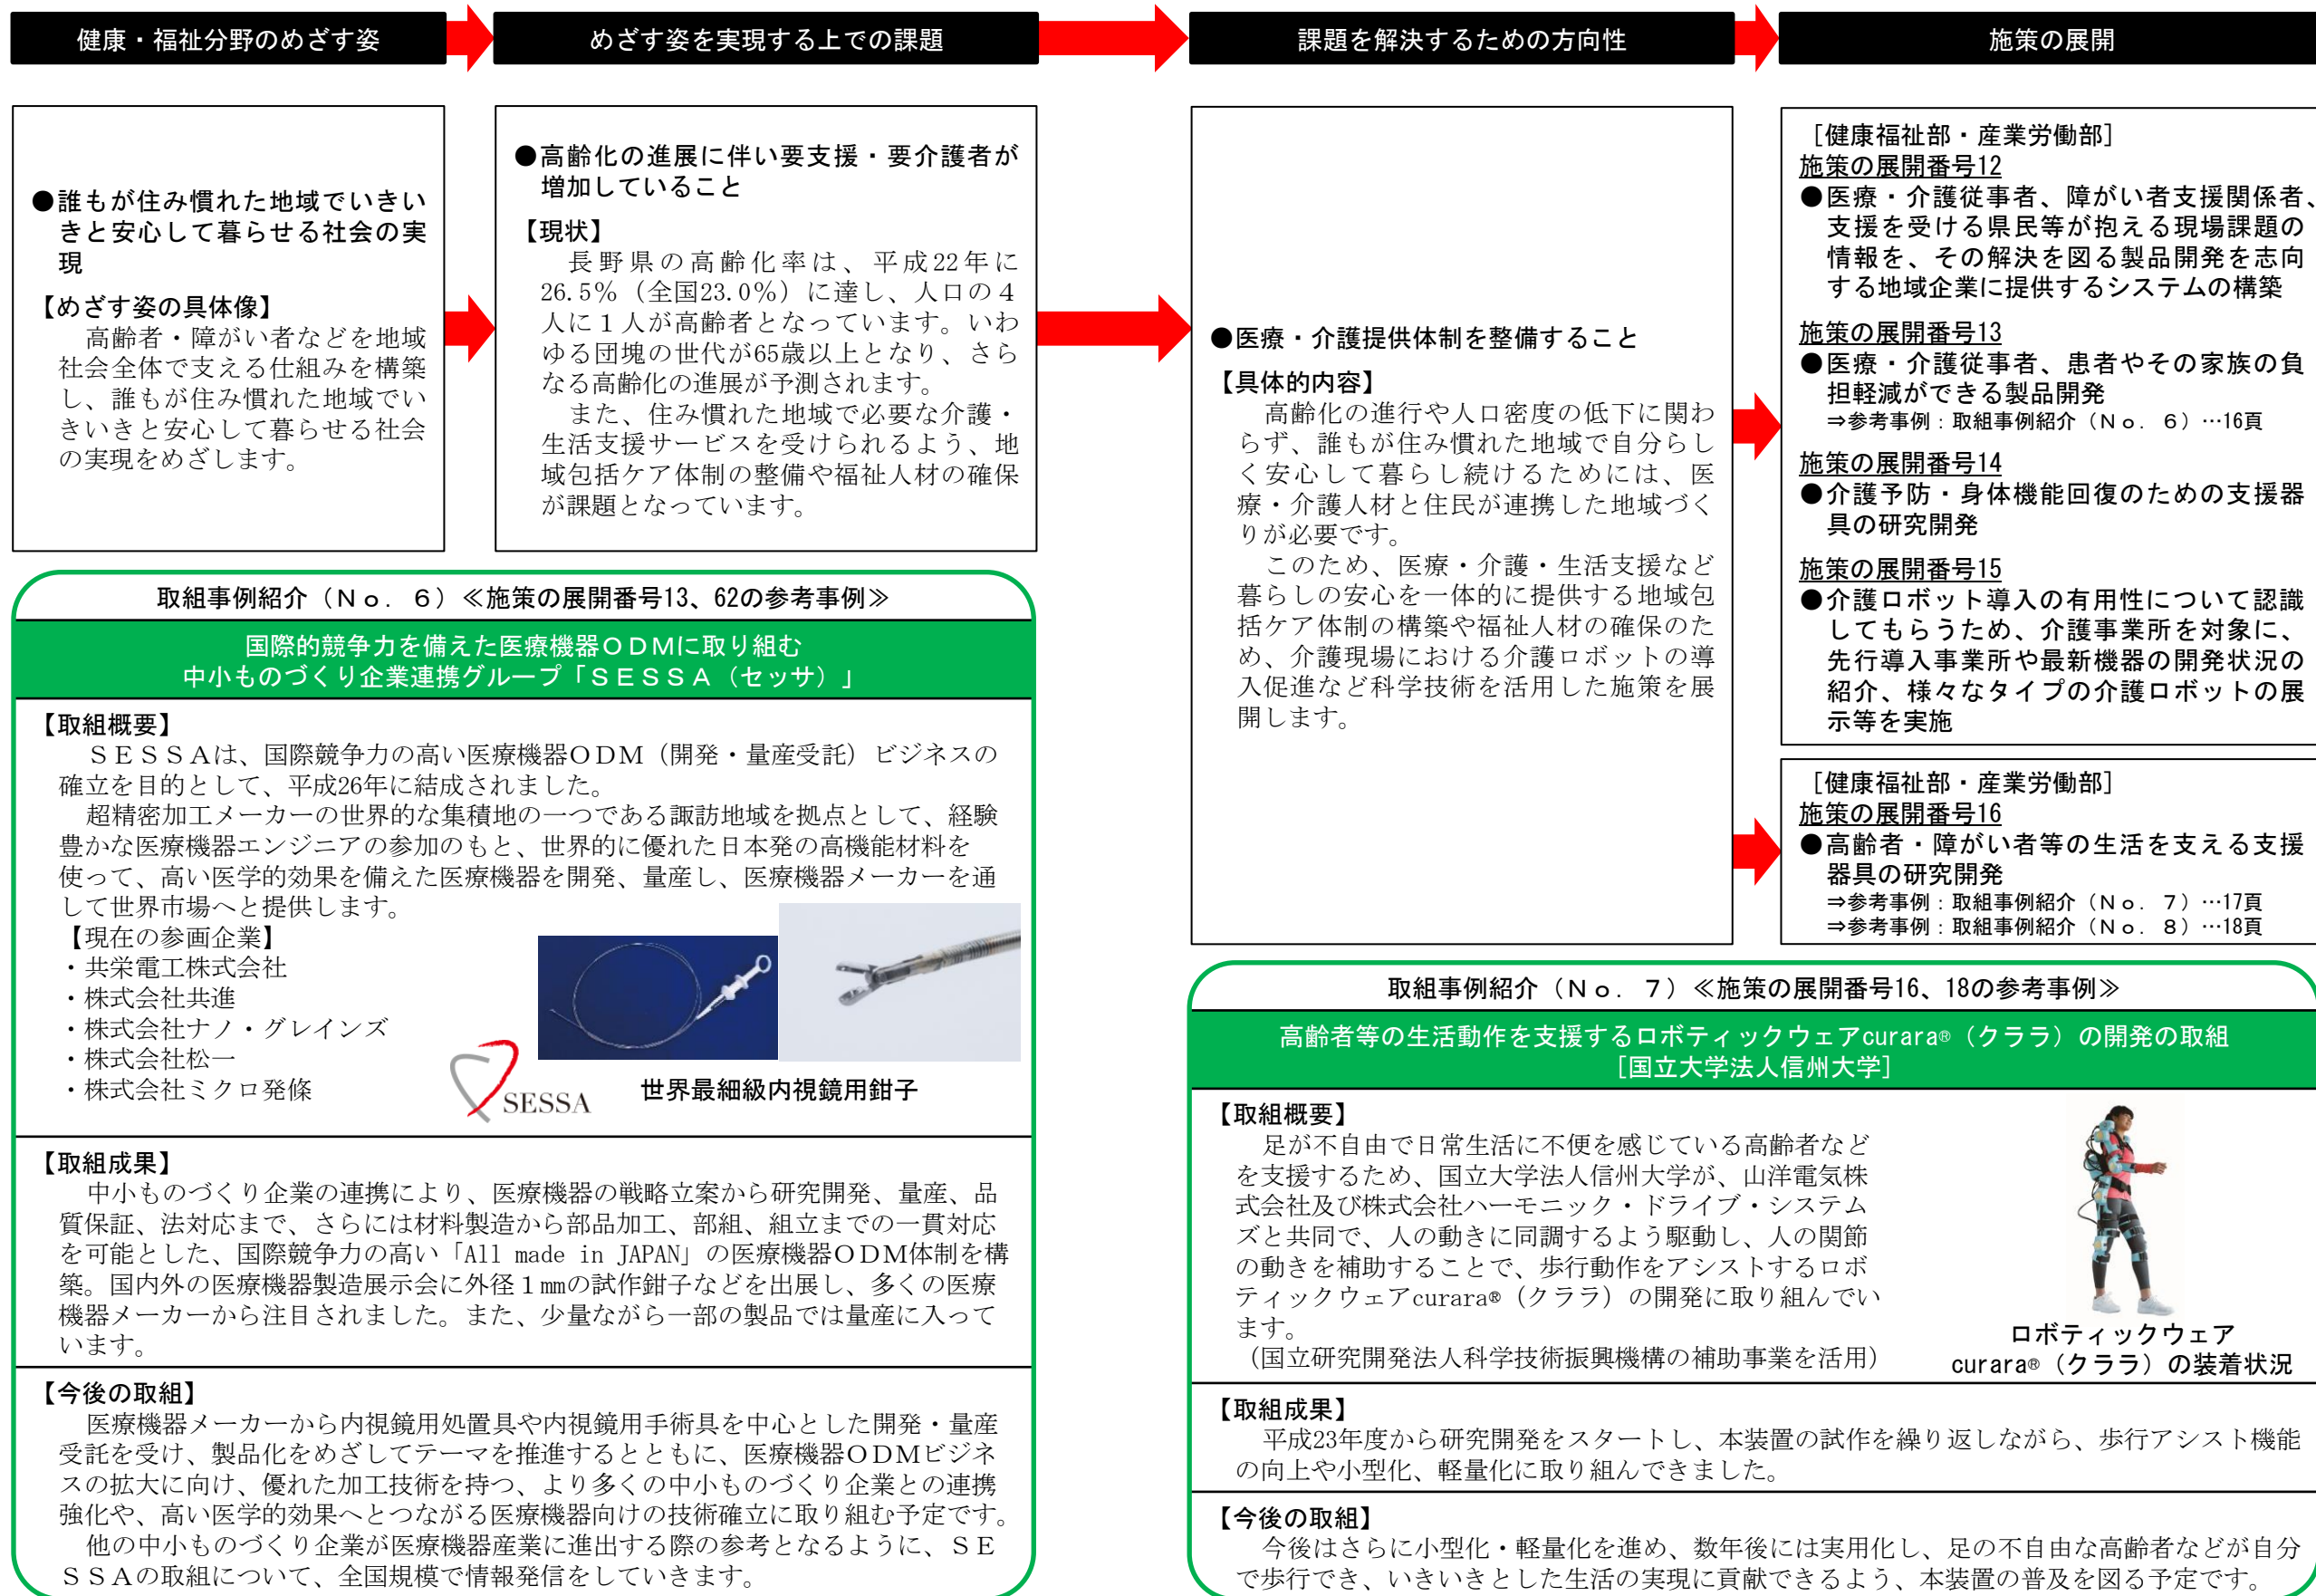 健康・福祉分野のめざす姿
めざす姿を実現する上での課題
課題を解決するための方向性
施策の展開
●誰もが住み慣れた地域でいきい
きと安心して暮らせる社会の実
現
【めざす姿の具体像】
高齢者・障がい者などを地域
社会全体で支える仕組みを構築
し、誰もが住み慣れた地域でい
きいきと安心して暮らせる社会
の実現をめざします。
●高齢化の進展に伴い要支援・要介護者が
増加していること
【現状】
長野県の高齢化率は、平成22年に
26.5％（全国23.0％）に達し、人口の４
人に１人が高齢者となっています。いわ
ゆる団塊の世代が65歳以上となり、さら
なる高齢化の進展が予測されます。
また、住み慣れた地域で必要な介護・
生活支援サービスを受けられるよう、地
域包括ケア体制の整備や福祉人材の確保
が課題となっています。
●医療・介護提供体制を整備すること
【具体的内容】
高齢化の進行や人口密度の低下に関わ
らず、誰もが住み慣れた地域で自分らし
く安心して暮らし続けるためには、医
療・介護人材と住民が連携した地域づく
りが必要です。
このため、医療・介護・生活支援など
暮らしの安心を一体的に提供する地域包
括ケア体制の構築や福祉人材の確保のた
め、介護現場における介護ロボットの導
入促進など科学技術を活用した施策を展
開します。
［健康福祉部・産業労働部］
施策の展開番号12
●医療・介護従事者、障がい者支援関係者、
支援を受ける県民等が抱える現場課題の
情報を、その解決を図る製品開発を志向
する地域企業に提供するシステムの構築
施策の展開番号13
●医療・介護従事者、患者やその家族の負
担軽減ができる製品開発
⇒参考事例：取組事例紹介（Ｎｏ．６）…16頁
施策の展開番号14
●介護予防・身体機能回復のための支援器
具の研究開発
施策の展開番号15
●介護ロボット導入の有用性について認識
してもらうため、介護事業所を対象に、
先行導入事業所や最新機器の開発状況の
紹介、様々なタイプの介護ロボットの展
示等を実施
［健康福祉部・産業労働部］
施策の展開番号16
●高齢者・障がい者等の生活を支える支援
器具の研究開発
⇒参考事例：取組事例紹介（Ｎｏ．７）…17頁
⇒参考事例：取組事例紹介（Ｎｏ．８）…18頁
取組事例紹介（Ｎｏ．６）≪施策の展開番号13、62の参考事例≫
国際的競争力を備えた医療機器ＯＤＭに取り組む
中小ものづくり企業連携グループ「ＳＥＳＳＡ（セッサ）」
【取組概要】
ＳＥＳＳＡは、国際競争力の高い医療機器ＯＤＭ（開発・量産受託）ビジネスの
確立を目的として、平成26年に結成されました。
超精密加工メーカーの世界的な集積地の一つである諏訪地域を拠点として、経験
豊かな医療機器エンジニアの参加のもと、世界的に優れた日本発の高機能材料を
使って、高い医学的効果を備えた医療機器を開発、量産し、医療機器メーカーを通
して世界市場へと提供します。
【現在の参画企業】
・共栄電工株式会社
・株式会社共進
・株式会社ナノ・グレインズ
・株式会社松一
・株式会社ミクロ発條
SESSA
世界最細級内視鏡用鉗子
【取組成果】
中小ものづくり企業の連携により、医療機器の戦略立案から研究開発、量産、品
質保証、法対応まで、さらには材料製造から部品加工、部組、組立までの一貫対応
を可能とした、国際競争力の高い「All made in JAPAN」の医療機器ＯＤＭ体制を構
築。国内外の医療機器製造展示会に外径１㎜の試作鉗子などを出展し、多くの医療
機器メーカーから注目されました。また、少量ながら一部の製品では量産に入って
います。
【今後の取組】
医療機器メーカーから内視鏡用処置具や内視鏡用手術具を中心とした開発・量産
受託を受け、製品化をめざしてテーマを推進するとともに、医療機器ＯＤＭビジネ
スの拡大に向け、優れた加工技術を持つ、より多くの中小ものづくり企業との連携
強化や、高い医学的効果へとつながる医療機器向けの技術確立に取り組む予定です。
他の中小ものづくり企業が医療機器産業に進出する際の参考となるように、ＳＥ
ＳＳＡの取組について、全国規模で情報発信をしていきます。
取組事例紹介（Ｎｏ．７）≪施策の展開番号16、18の参考事例≫
高齢者等の生活動作を支援するロボティックウェアcurara®（クララ）の開発の取組
［国立大学法人信州大学］
【取組概要】
足が不自由で日常生活に不便を感じている高齢者など
を支援するため、国立大学法人信州大学が、山洋電気株
式会社及び株式会社ハーモニック・ドライブ・システム
ズと共同で、人の動きに同調するよう駆動し、人の関節
の動きを補助することで、歩行動作をアシストするロボ
ティックウェアcurara®（クララ）の開発に取り組んでい
ます。
（国立研究開発法人科学技術振興機構の補助事業を活用）
ロボティックウェア
curara®（クララ）の装着状況
【取組成果】
平成23年度から研究開発をスタートし、本装置の試作を繰り返しながら、歩行アシスト機能
の向上や小型化、軽量化に取り組んできました。
【今後の取組】
今後はさらに小型化・軽量化を進め、数年後には実用化し、足の不自由な高齢者などが自分
で歩行でき、いきいきとした生活の実現に貢献できるよう、本装置の普及を図る予定です。